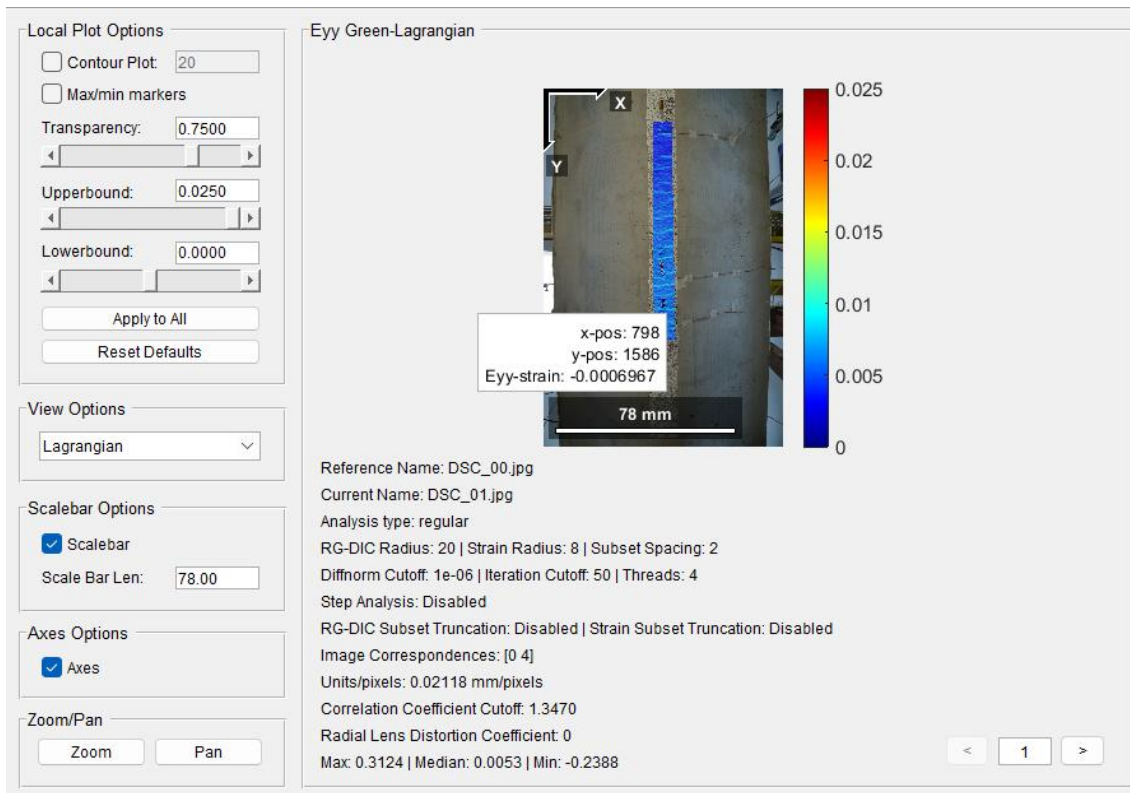 Local Plot Options
Contour Plot: 20
Max/min markers
Transparency: 0.7500
Upperbound: 0.0250
Lowerbound: 0.0000
Apply to All
Reset Defaults
View Options
Lagrangian
Scalebar Options
Scalebar
Scale Bar Len: 78.00
Axes Options
Axes
Zoom/Pan
Zoom Pan
Eyy Green-Lagrangian
X
Y
x-pos: 798
y-pos: 1586
Eyy-strain: -0.0006967
78 mm
0.025
0.02
0.015
0.01
0.005
0
Reference Name: DSC_00.jpg
Current Name: DSC_01.jpg
Analysis type: regular
RG-DIC Radius: 20 | Strain Radius: 8 | Subset Spacing: 2
Diffnorm Cutoff: 1e-06 | Iteration Cutoff: 50 | Threads: 4
Step Analysis: Disabled
RG-DIC Subset Truncation: Disabled | Strain Subset Truncation: Disabled
Image Correspondences: [0 4]
Units/pixels: 0.02118 mm/pixels
Correlation Coefficient Cutoff: 1.3470
Radial Lens Distortion Coefficient: 0
Max: 0.3124 | Median: 0.0053 | Min: -0.2388
< 1 >